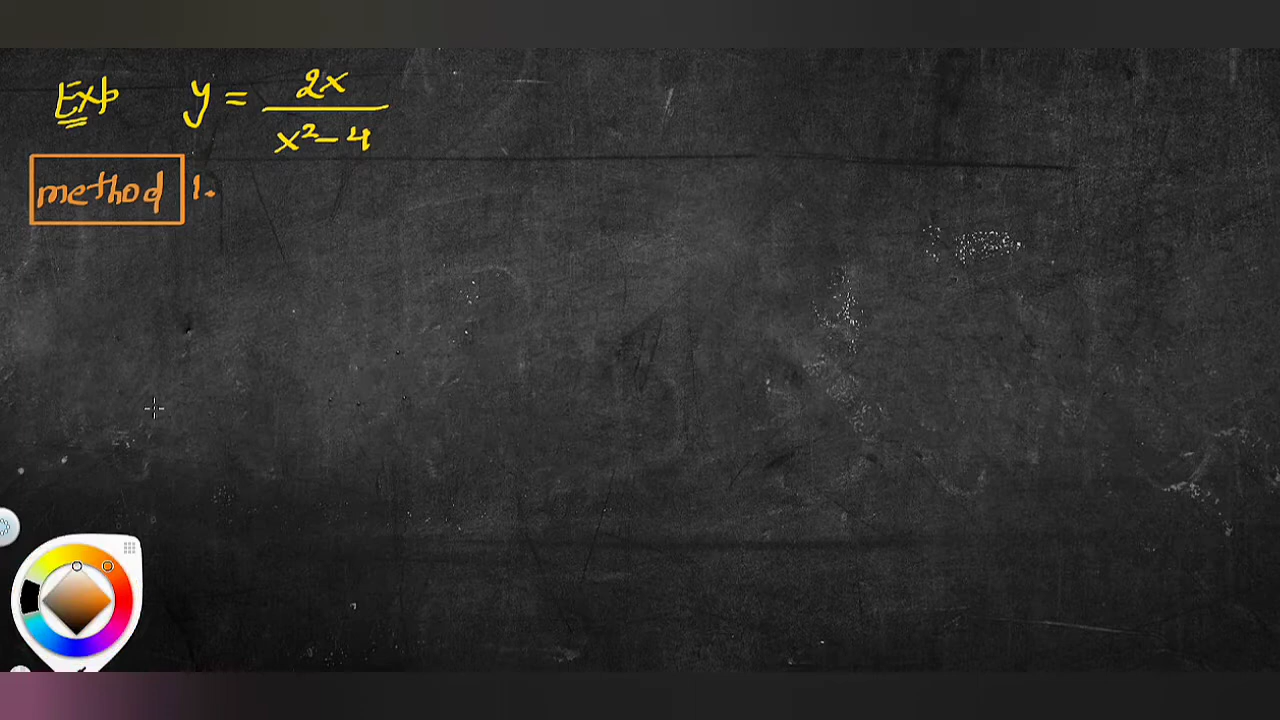 Exp y = 2x / x² - 4
method 1.